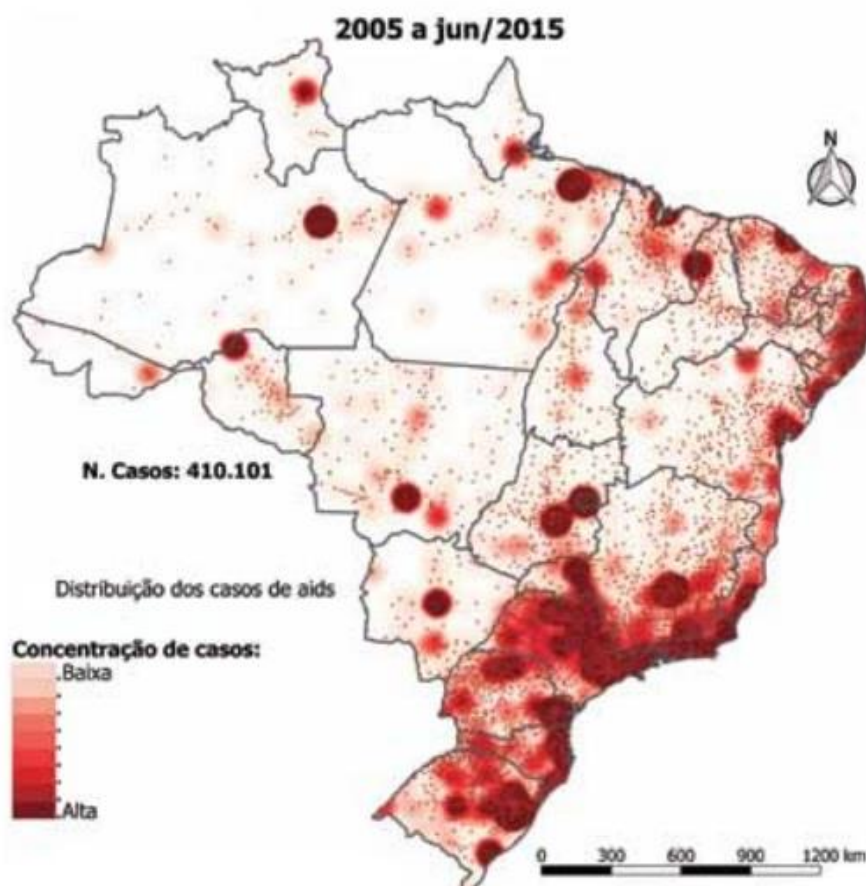 2005 a jun/2015
N
N. Casos: 410.101
Distribuição dos casos de aids
Concentração de casos:
Baixa
Alta
0 300 600 900 1200 km